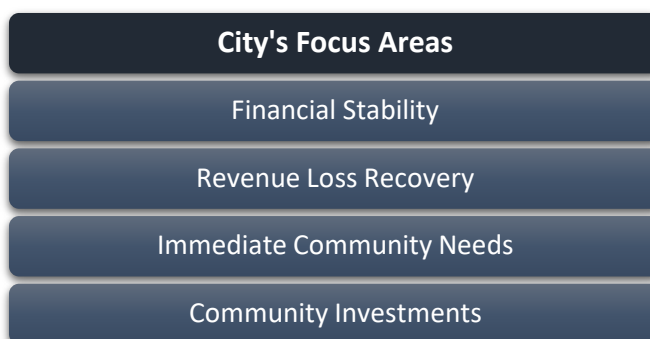 City's Focus Areas
Financial Stability
Revenue Loss Recovery
Immediate Community Needs
Community Investments